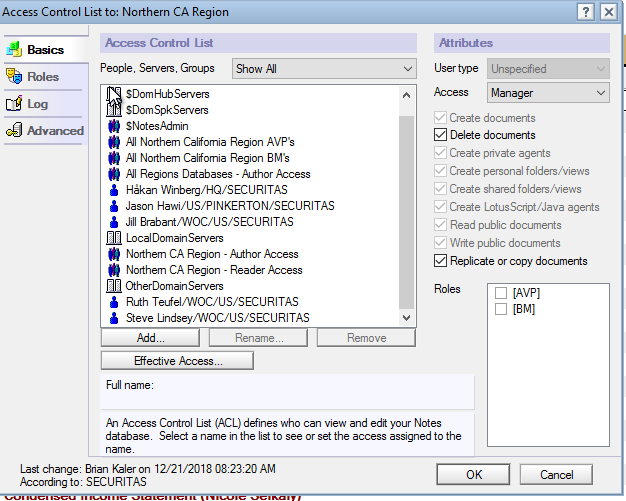 Access Control List to: Northern CA Region
Basics
Roles
Log
Advanced
Access Control List
People, Servers, Groups
Show All
$DomHubServers
$DomSpkServers
$NotesAdmin
All Northern California Region AVP's
All Northern California Region BM's
All Regions Databases - Author Access
Håkan Winberg/HQ/SECURITAS
Jason Hawi/US/PINKERTON/SECURITAS
Jill Brabant/WOC/US/SECURITAS
LocalDomainServers
Northern CA Region - Author Access
Northern CA Region - Reader Access
OtherDomainServers
Ruth Teufel/WOC/US/SECURITAS
Steve Lindsey/WOC/US/SECURITAS
Add...
Rename...
Remove
Effective Access...
Full name:
An Access Control List (ACL) defines who can view and edit your Notes
database. Select a name in the list to see or set the access assigned to the
name.
Attributes
User type
Unspecified
Access
Manager
Create documents
Delete documents
Create private agents
Create personal folders/views
Create shared folders/views
Create LotusScript/Java agents
Read public documents
Write public documents
Replicate or copy documents
Roles
[AVP]
[BM]
Last change: Brian Kaler on 12/21/2018 08:23:20 AM
According to: SECURITAS
OK
Cancel
Condensed Income Statement (Nicole Selkaly)